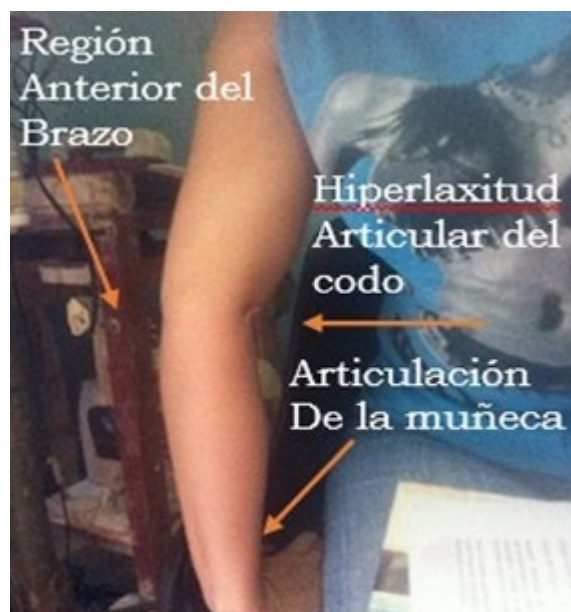 Región
Anterior del
Brazo
Hiperlaxitud
Articular del
codo
Articulación
De la muñeca